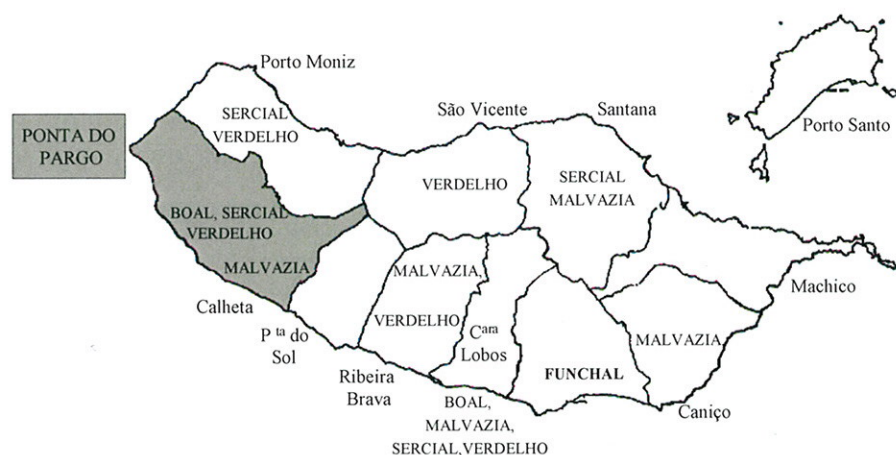 Porto Moniz
SERCIAL
VERDELHO
São Vicente
Santana
Porto Santo
PONTA DO
PARGO
VERDELHO
SERCIAL
MALVAZIA
BOAL, SERCIAL
VERDELHO
MALVAZIA
MALVAZIA,
VERDELHO
Machico
Calheta
P ta do
Sol
C ara
Lobos
MALVAZIA,
Ribeira
Brava
FUNCHAL
Caniço
BOAL,
MALVAZIA,
SERCIAL,VERDELHO